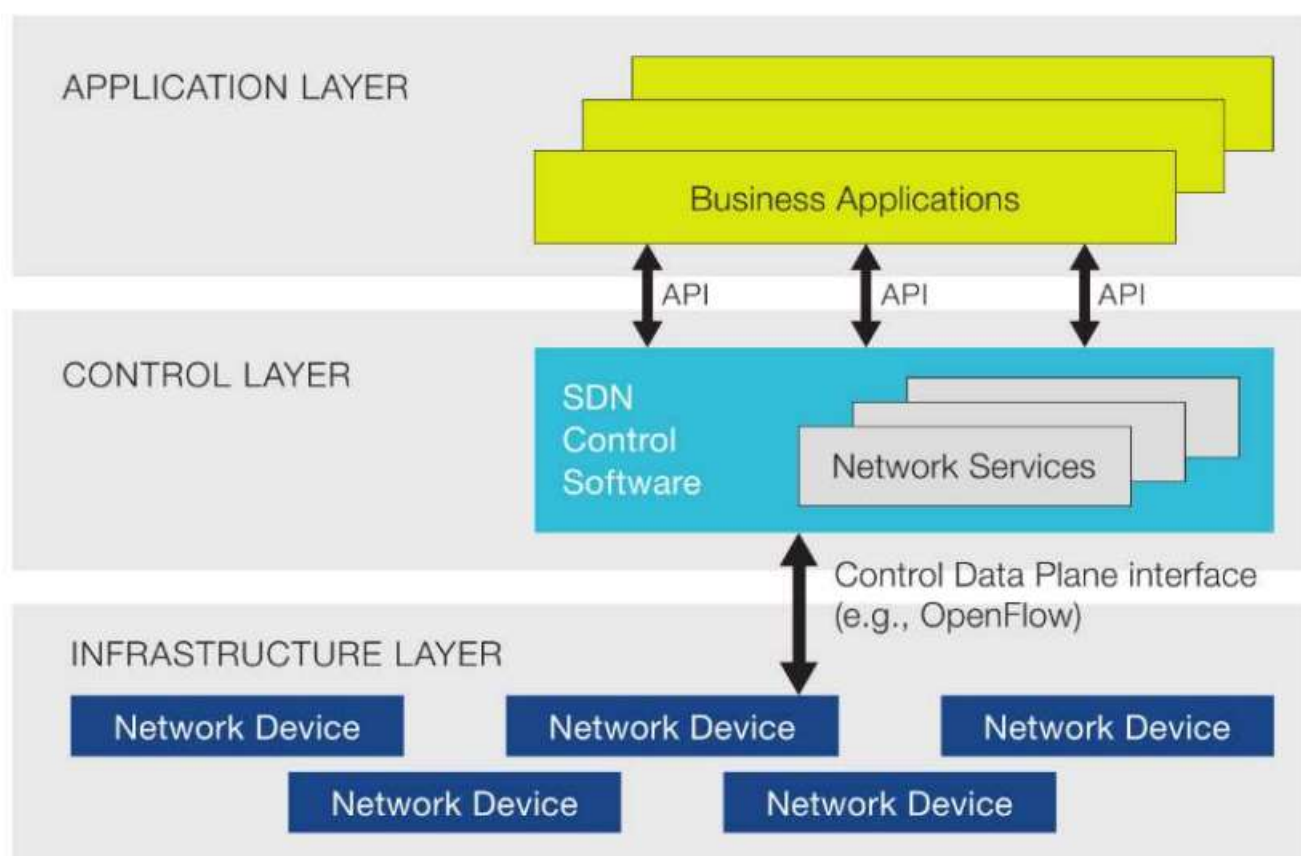 APPLICATION LAYER
Business Applications
API
API
API
CONTROL LAYER
SDN
Control
Software
Network Services
Control Data Plane interface
(e.g., OpenFlow)
INFRASTRUCTURE LAYER
Network Device
Network Device
Network Device
Network Device
Network Device